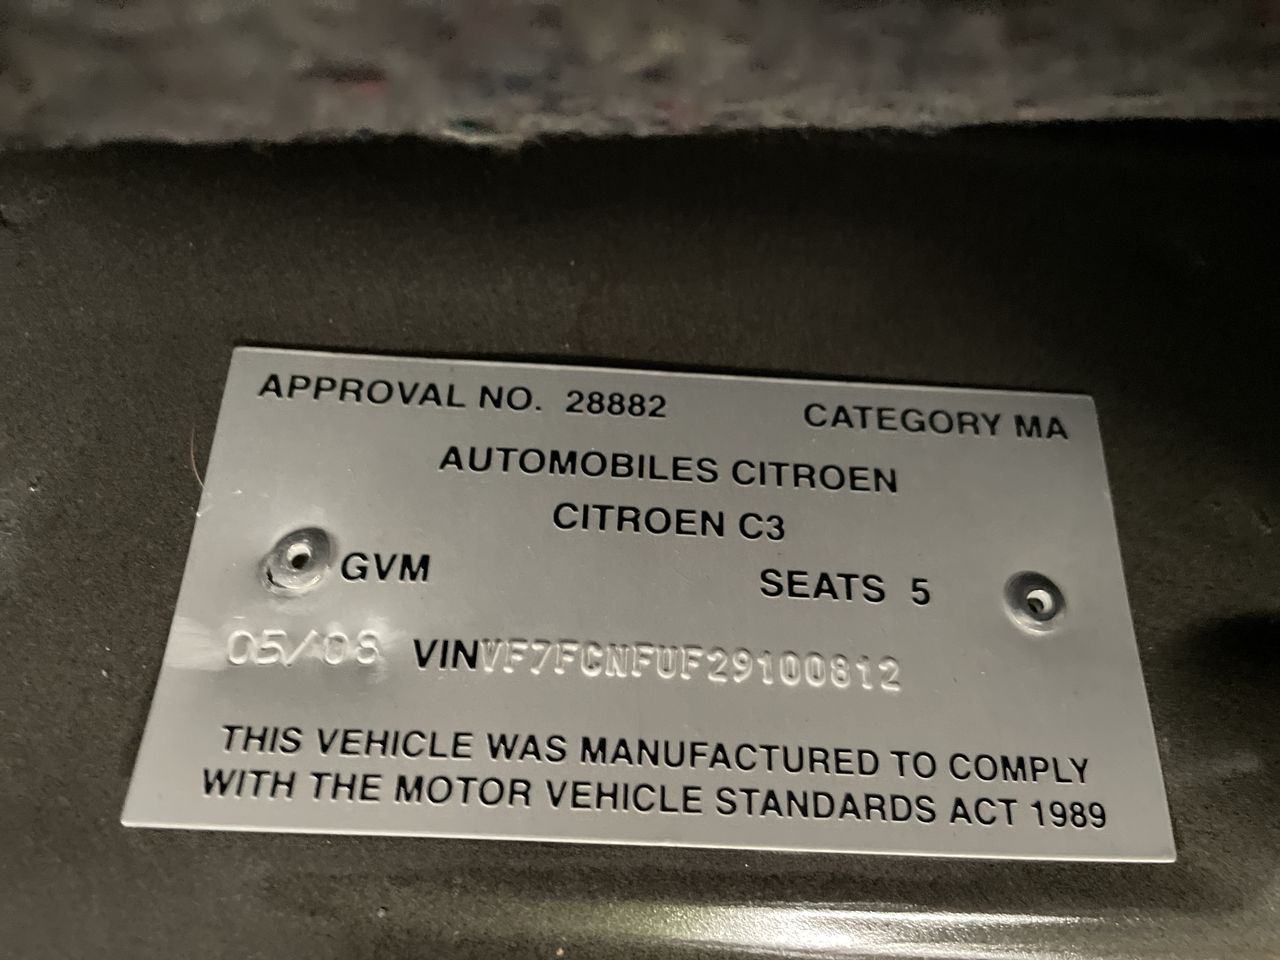 APPROVAL NO. 28882 CATEGORY MA
AUTOMOBILES CITROEN
CITROEN C3
GVM SEATS 5
05/08 VINVF7FCNFUF29100812
THIS VEHICLE WAS MANUFACTURED TO COMPLY
WITH THE MOTOR VEHICLE STANDARDS ACT 1989